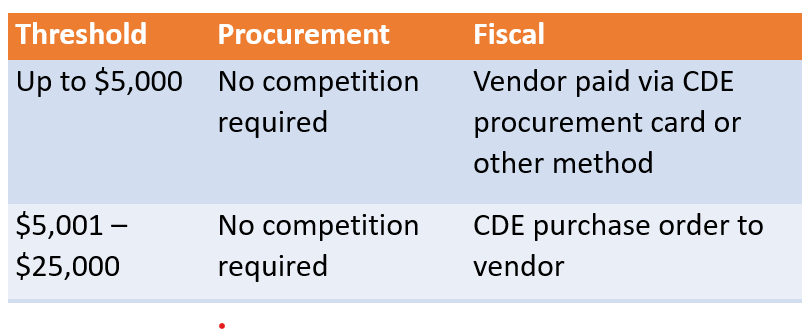 Threshold Procurement Fiscal
Up to $5,000 No competition Vendor paid via CDE
required procurement card or
other method
$5,001 – No competition CDE purchase order to
$25,000 required vendor